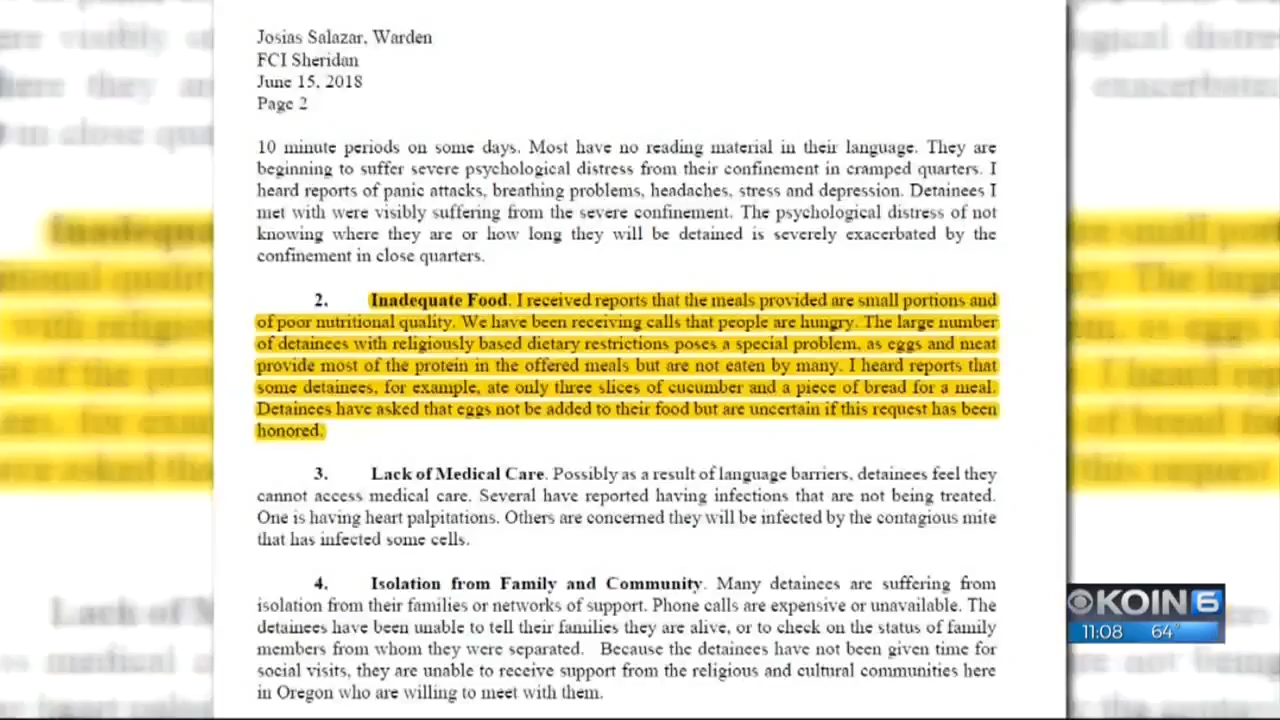 Josias Salazar, Warden
FCI Sheridan
June 15, 2018
Page 2
10 minute periods on some days. Most have no reading material in their language. They are
beginning to suffer severe psychological distress from their confinement in cramped quarters. I
heard reports of panic attacks, breathing problems, headaches, stress and depression. Detainees I
met with were visibly suffering from the severe confinement. The psychological distress of not
knowing where they are or how long they will be detained is severely exacerbated by the
confinement in close quarters.
2. Inadequate Food. I received reports that the meals provided are small portions and
of poor nutritional quality. We have been receiving calls that people are hungry. The large number
of detainees with religiously based dietary restrictions poses a special problem, as eggs and meat
provide most of the protein in the offered meals but are not eaten by many. I heard reports that
some detainees, for example, ate only three slices of cucumber and a piece of bread for a meal.
Detainees have asked that eggs not be added to their food but are uncertain if this request has been
honored.
3. Lack of Medical Care. Possibly as a result of language barriers, detainees feel they
cannot access medical care. Several have reported having infections that are not being treated.
One is having heart palpitations. Others are concerned they will be infected by the contagious mite
that has infected some cells.
4. Isolation from Family and Community. Many detainees are suffering from
isolation from their families or networks of support. Phone calls are expensive or unavailable. The
detainees have been unable to tell their families they are alive, or to check on the status of family
members from whom they were separated. Because the detainees have not been given time for
social visits, they are unable to receive support from the religious and cultural communities here
in Oregon who are willing to meet with them.
KOIN 6
11:08 64°